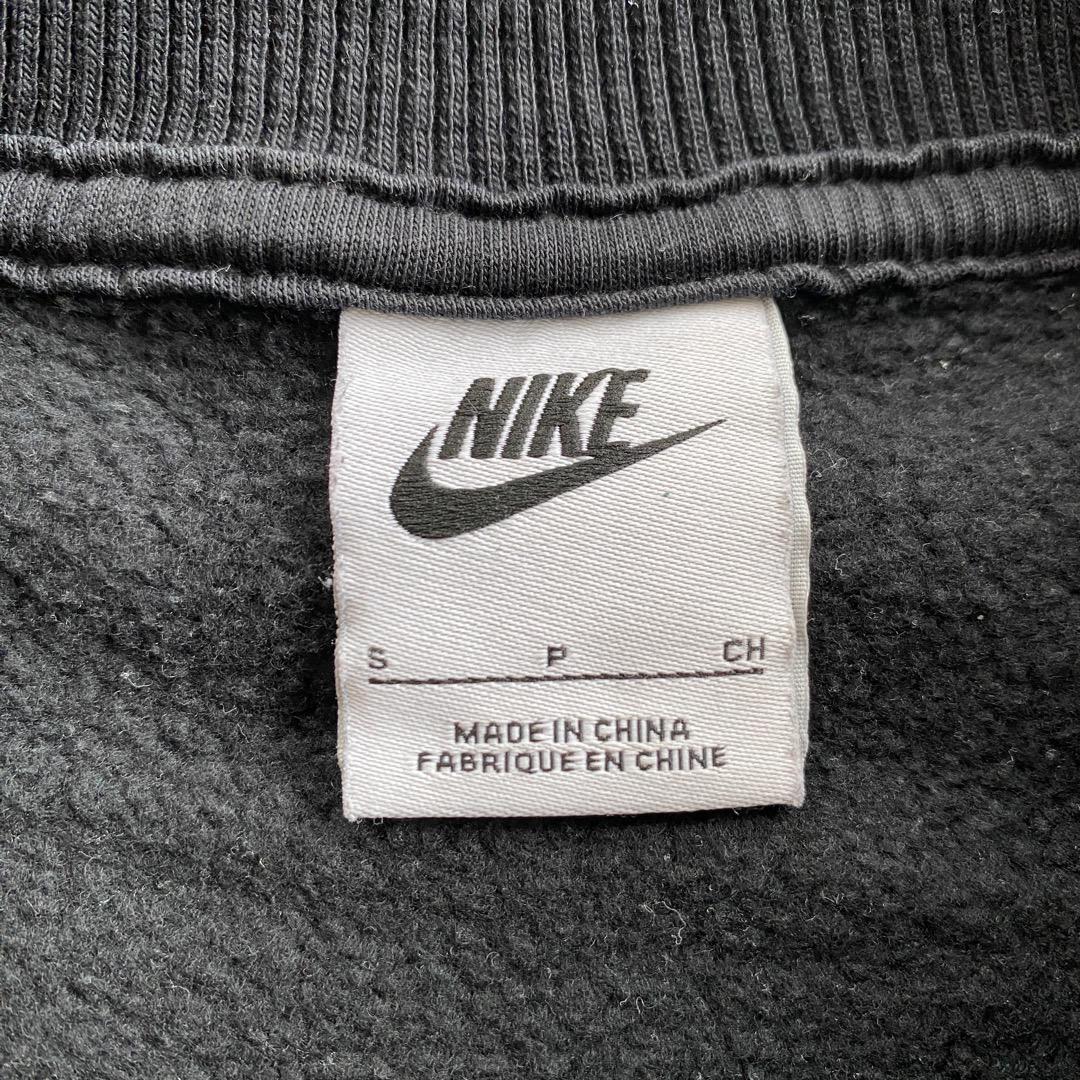 NIKE
S P CH
MADE IN CHINA
FABRIQUE EN CHINE